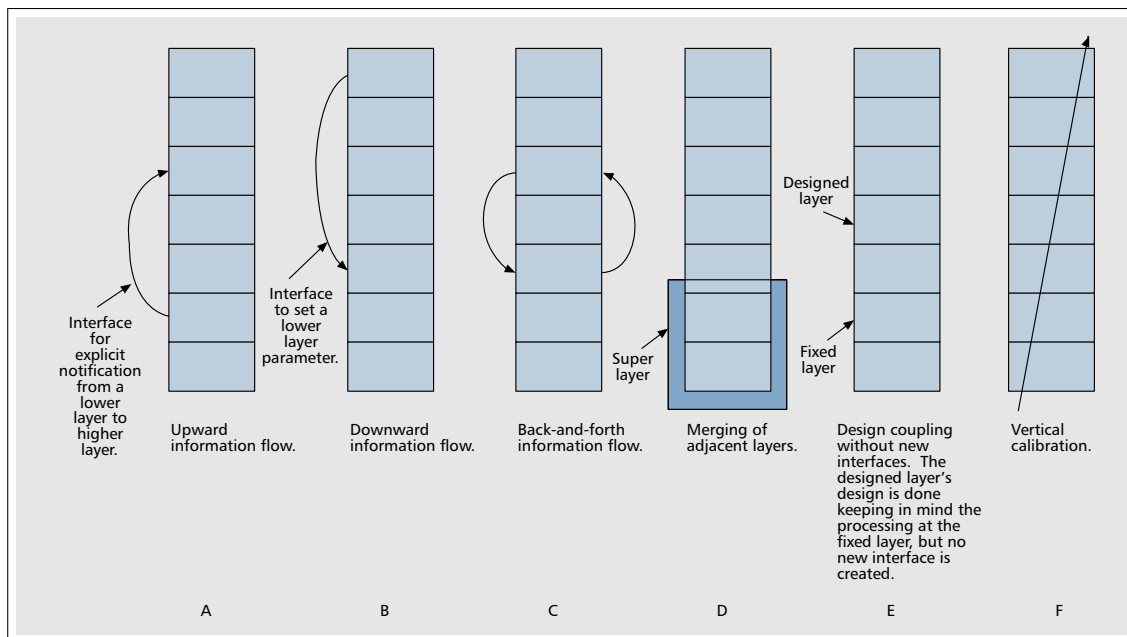 Interface
for
explicit
notification
from a
lower
layer to
higher
layer.
Upward
information flow.
A
Interface
to set a
lower
layer
parameter.
Downward
information flow.
B
Back-and-forth
information flow.
C
Super
layer
Merging of
adjacent layers.
D
Designed
layer
Fixed
layer
Design coupling
without new
interfaces. The
designed layer's
design is done
keeping in mind the
processing at the
fixed layer, but no
new interface is
created.
E
Vertical
calibration.
F